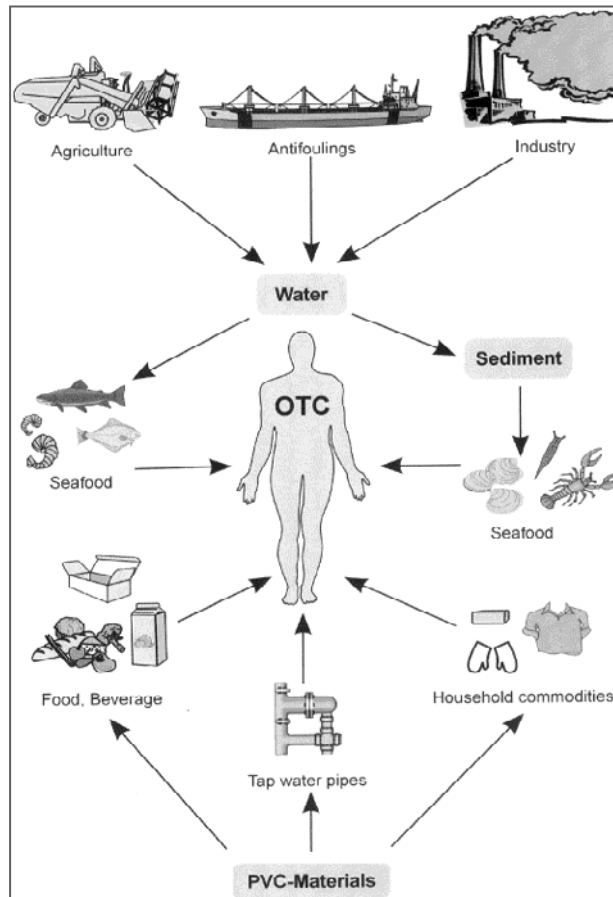 Agriculture
Antifoulings
Industry
Water
Sediment
OTC
Seafood
Seafood
Food, Beverage
Household commodities
Tap water pipes
PVC-Materials